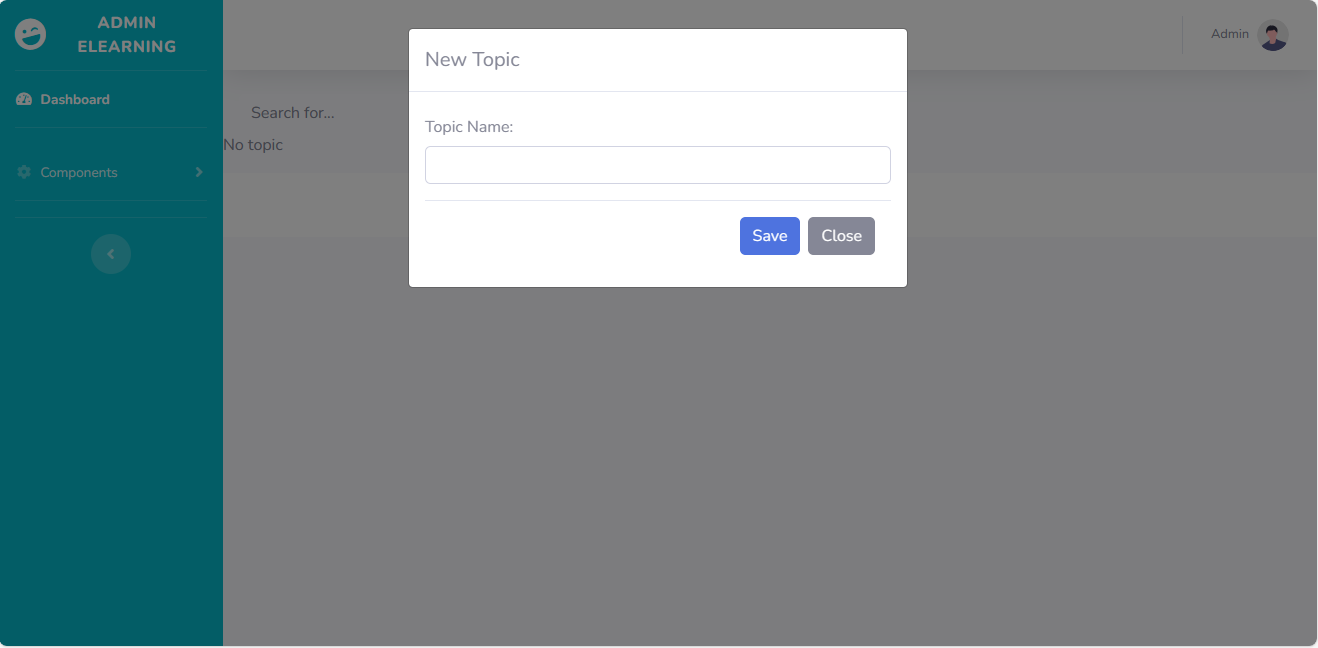 ADMIN
ELEARNING
Dashboard
Components
Admin
Search for...
No topic
New Topic
Topic Name:
Save
Close